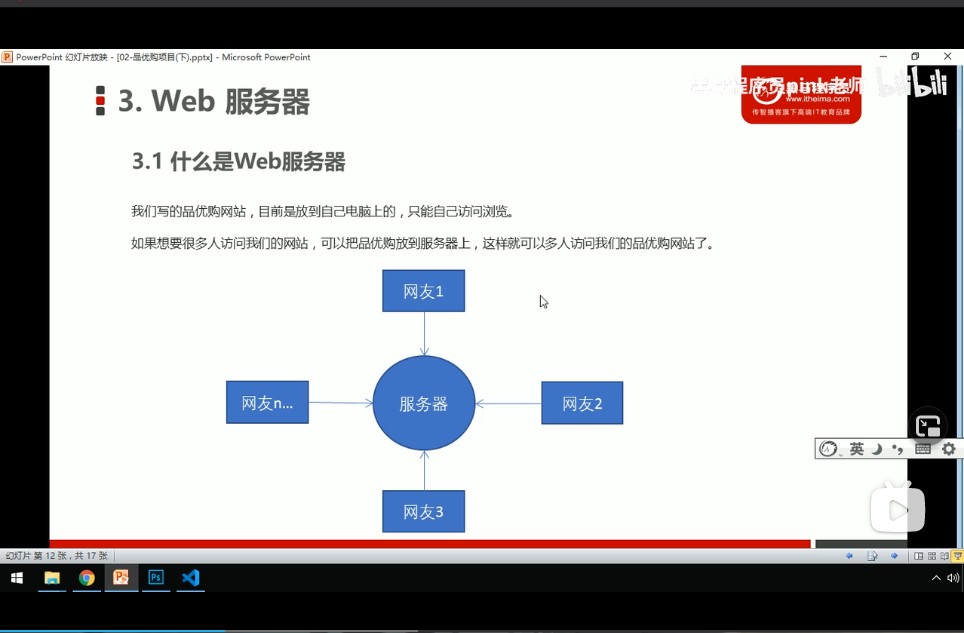 PowerPoint 幻灯片放映 - [02-品优购项目(下).pptx] - Microsoft PowerPoint
3. Web 服务器
程序员pink老师
bilibili
www.itheima.com
传智播客旗下高端IT教育品牌
3.1 什么是Web服务器
我们写的品优购网站，目前是放到自己电脑上的，只能自己访问浏览。
如果想要很多人访问我们的网站，可以把品优购放到服务器上，这样就可以多人访问我们的品优购网站了。
网友1
网友n...
服务器
网友2
英
网友3
幻灯片 第 12 张，共 17 张
Ps